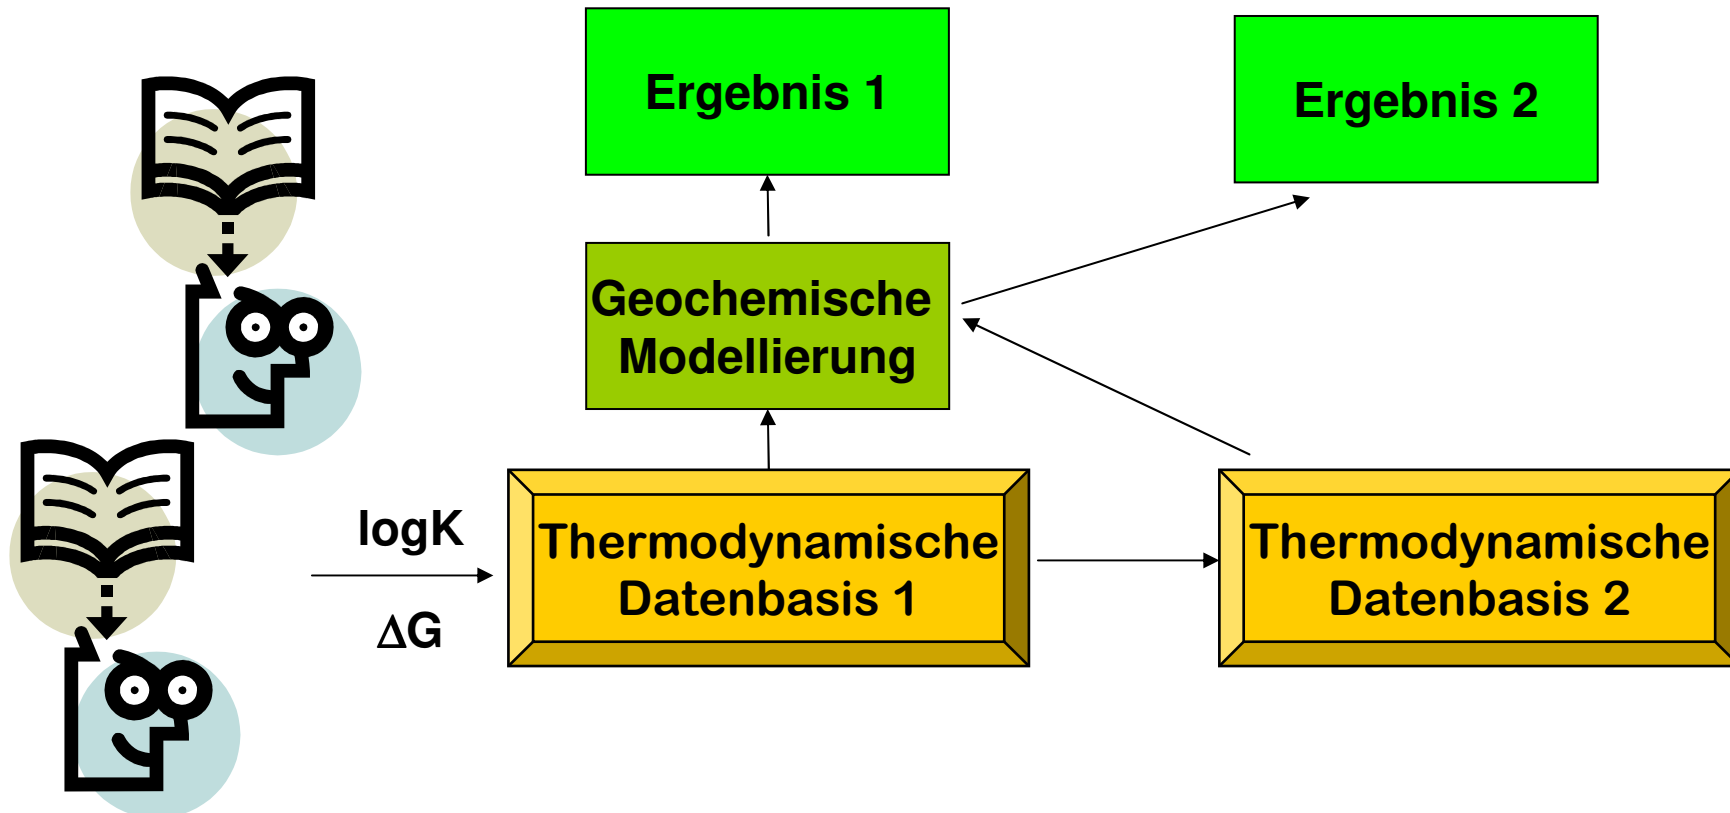 Ergebnis 1
Ergebnis 2
Geochemische
Modellierung
logK
ΔG
Thermodynamische
Datenbasis 1
Thermodynamische
Datenbasis 2